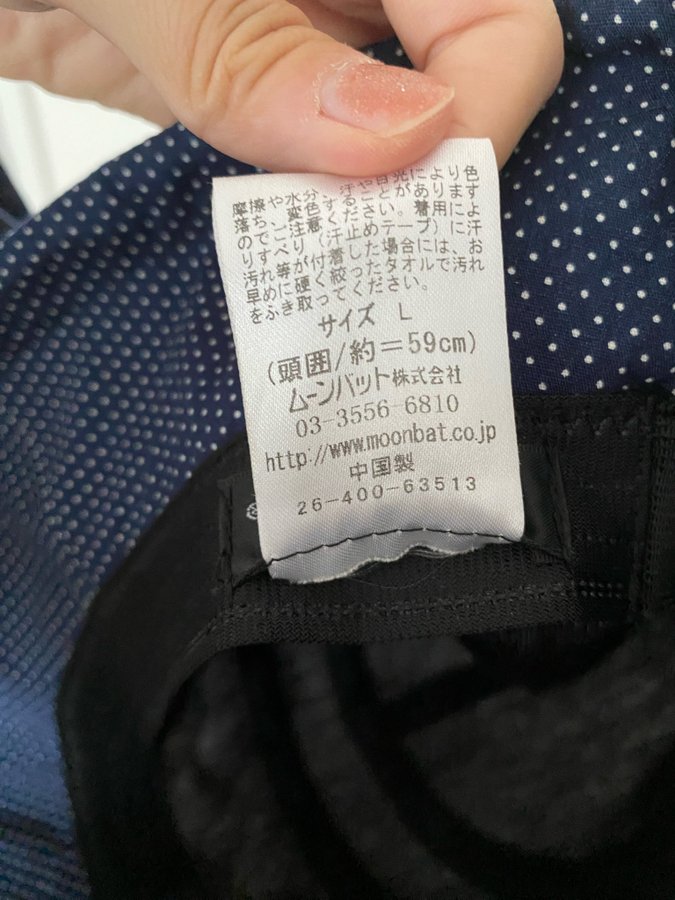 摩擦や水分、汗や日光により色
落ちや変色することがあります
のでご注意ください。着用によ
りすべり(汗止めテープ)に汗
汚れ等が付着した場合には、お
早めに硬く絞ったタオルで汚れ
をふき取ってください。
サイズ L
(頭囲/約=59cm)
ムーンバット株式会社
03-3556-6810
http://www.moonbat.co.jp
中国製
26-400-63513